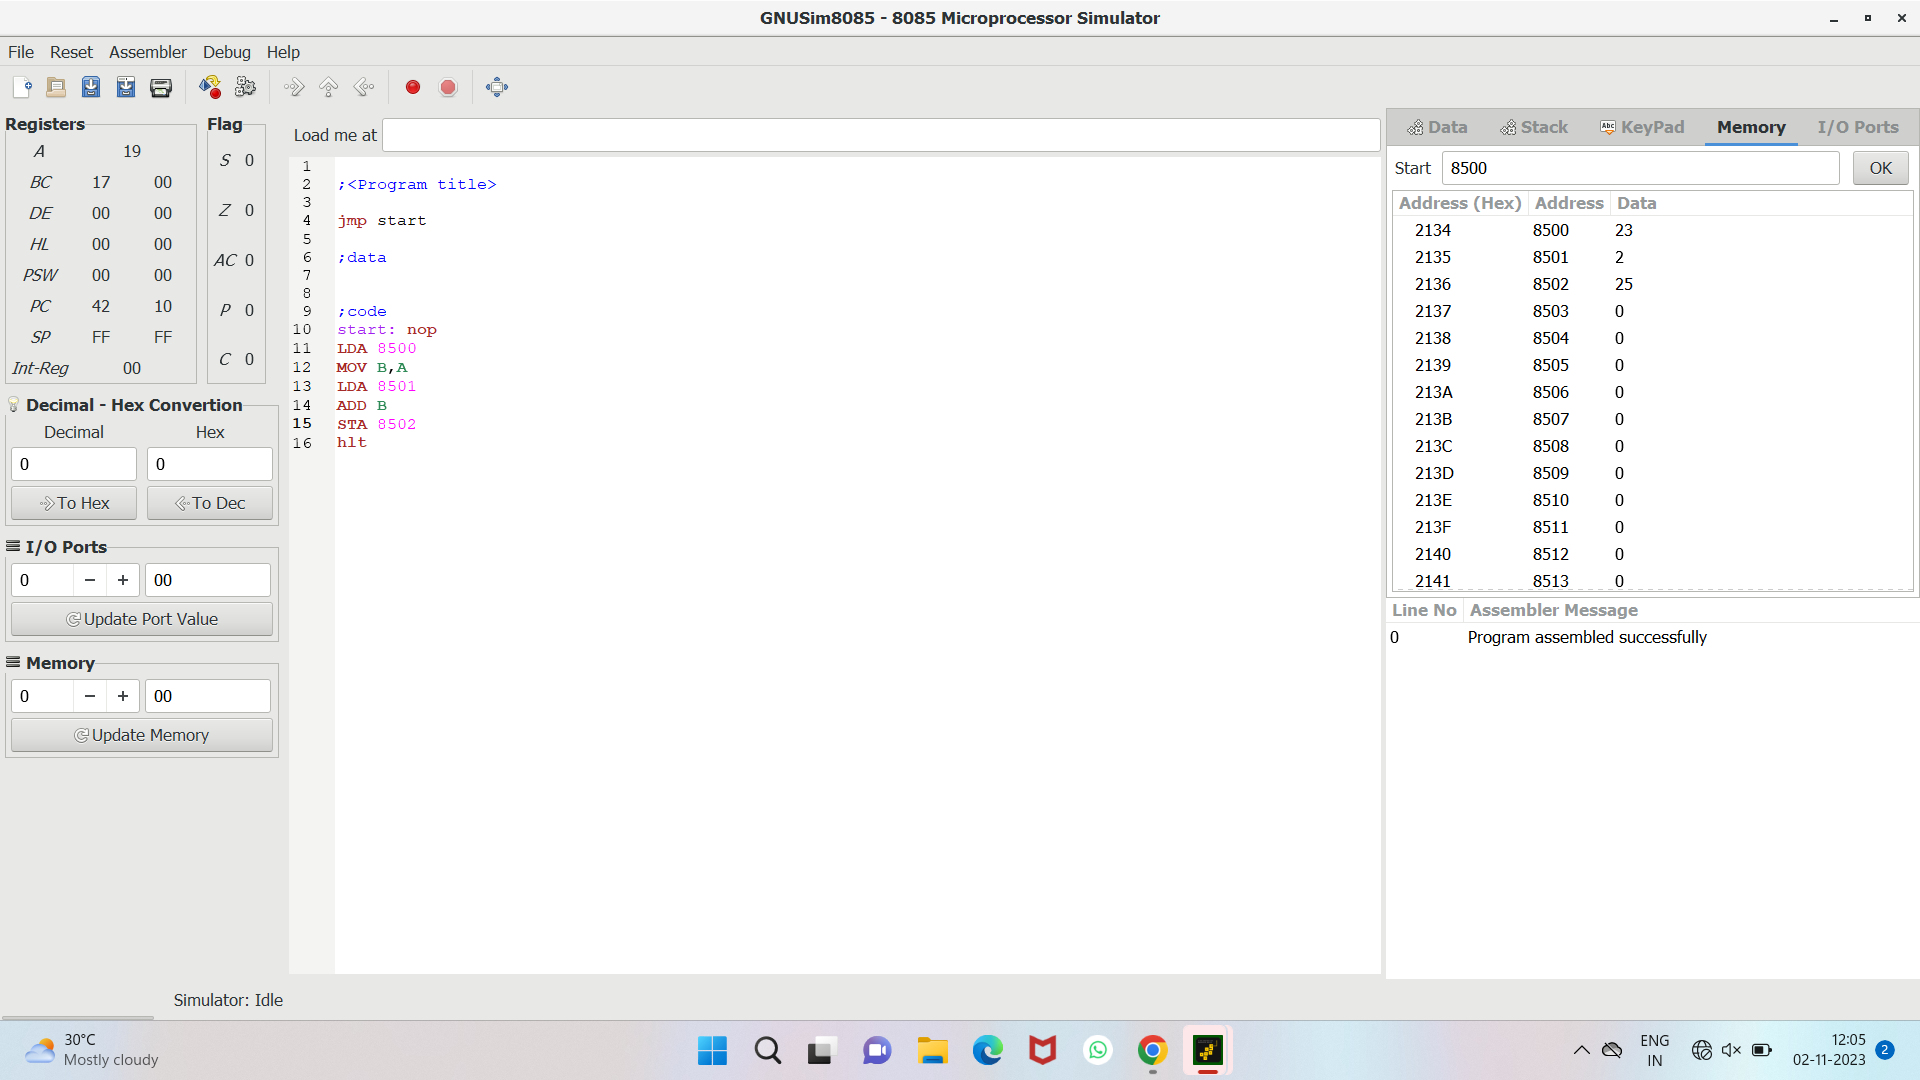 GNUSim8085 - 8085 Microprocessor Simulator
File Reset Assembler Debug Help
Registers
A 19
BC 17 00
DE 00 00
HL 00 00
PSW 00 00
PC 42 10
SP FF FF
Int-Reg 00
Flag
S 0
Z 0
AC 0
P 0
C 0
Decimal - Hex Convertion
Decimal Hex
0 0
To Hex To Dec
I/O Ports
0 − + 00
Update Port Value
Memory
0 − + 00
Update Memory
Load me at
1
2 ;<Program title>
3
4 jmp start
5
6 ;data
7
8
9 ;code
10 start: nop
11 LDA 8500
12 MOV B,A
13 LDA 8501
14 ADD B
15 STA 8502
16 hlt
Data Stack Abc KeyPad Memory I/O Ports
Start 8500 OK
Address (Hex) Address Data
2134 8500 23
2135 8501 2
2136 8502 25
2137 8503 0
2138 8504 0
2139 8505 0
213A 8506 0
213B 8507 0
213C 8508 0
213D 8509 0
213E 8510 0
213F 8511 0
2140 8512 0
2141 8513 0
Line No Assembler Message
0 Program assembled successfully
Simulator: Idle
30°C
Mostly cloudy
ENG
IN
12:05
02-11-2023
2